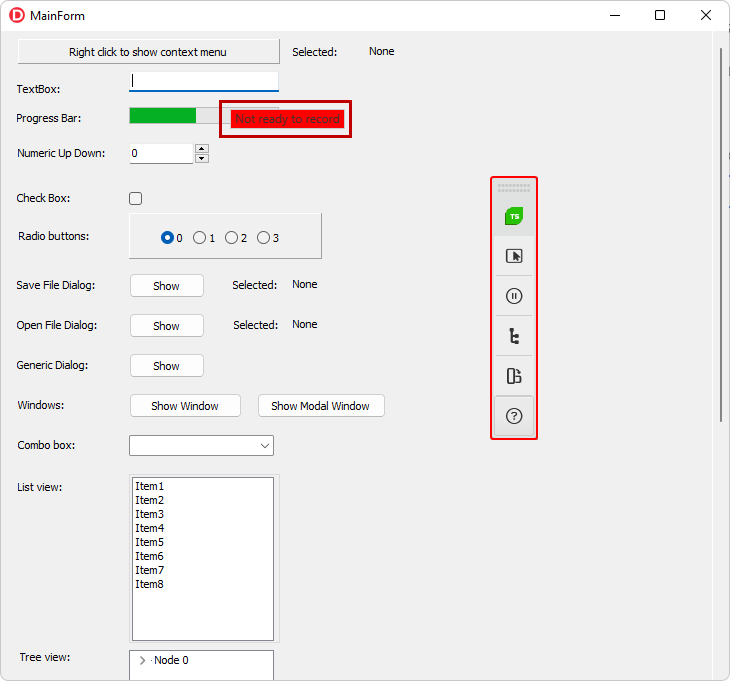 D MainForm
Right click to show context menu Selected: None
TextBox:
Progress Bar: Not ready to record
Numeric Up Down: 0
Check Box:
TS
Radio buttons: 0 1 2 3
Save File Dialog: Show Selected: None
Open File Dialog: Show Selected: None
Generic Dialog: Show
Windows: Show Window Show Modal Window
?
Combo box:
List view:
Item1
Item2
Item3
Item4
Item5
Item6
Item7
Item8
Tree view: Node 0